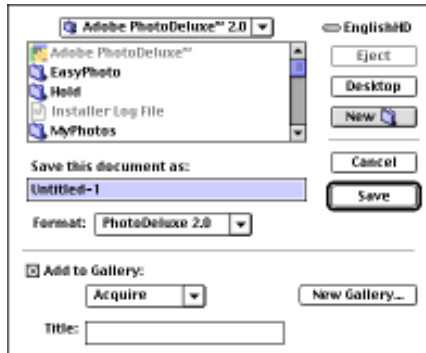 Adobe PhotoDeluxe™ 2.0
EnglishHD
Adobe PhotoDeluxe™
EasyPhoto
Hold
Installer Log File
MyPhotos
Eject
Desktop
New
Save this document as:
Untitled-1
Cancel
Save
Format: PhotoDeluxe 2.0
Add to Gallery:
Acquire
New Gallery...
Title: